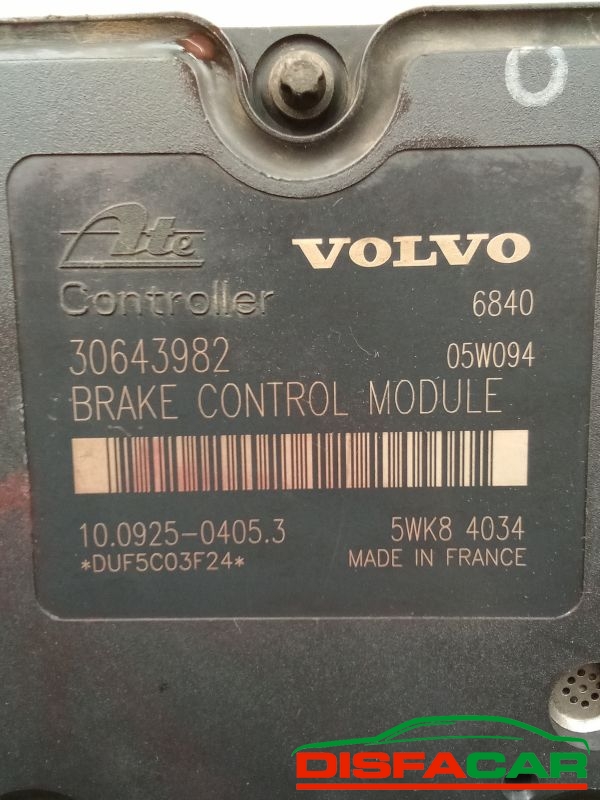 0
Ate VOLVO
Controller 6840
30643982 05W094
BRAKE CONTROL MODULE
10.0925-0405.3 5WK8 4034
*DUF5C03F24* MADE IN FRANCE
DISFACAR